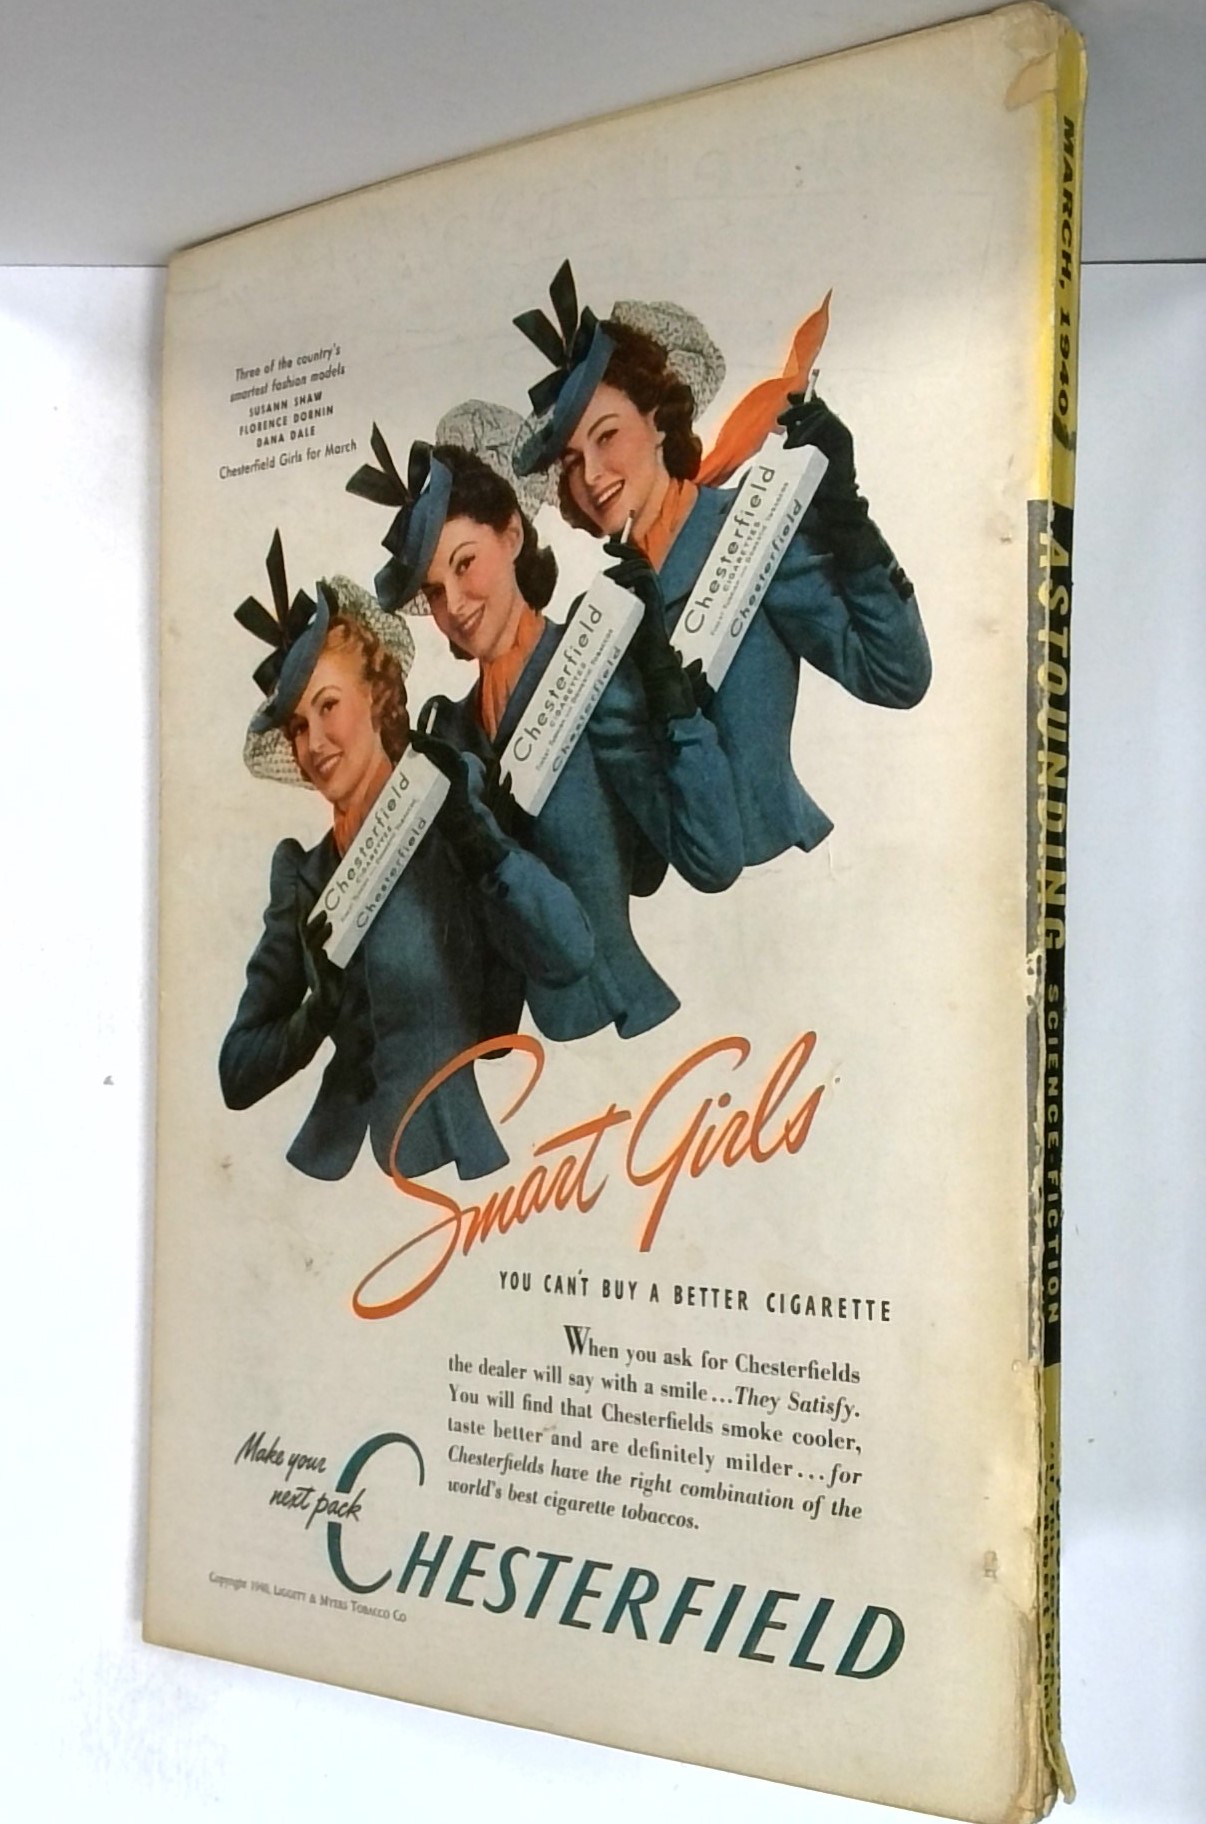 Three of the country's
smartest fashion models
SUSANN SHAW
FLORENCE DORNIN
DANA DALE
Chesterfield Girls for March
Chesterfield
CIGARETTES
Chesterfield
Chesterfield
CIGARETTES
Chesterfield
Chesterfield
CIGARETTES
Chesterfield
Smart Girls
YOU CAN'T BUY A BETTER CIGARETTE
When you ask for Chesterfields
the dealer will say with a smile...They Satisfy.
You will find that Chesterfields smoke cooler,
taste better and are definitely milder...for
Chesterfields have the right combination of the
world's best cigarette tobaccos.
Make your
next pack
CHESTERFIELD
Copyright 1940, LIGGETT & MYERS TOBACCO CO
MARCH, 1940
ASTOUNDING SCIENCE-FICTION